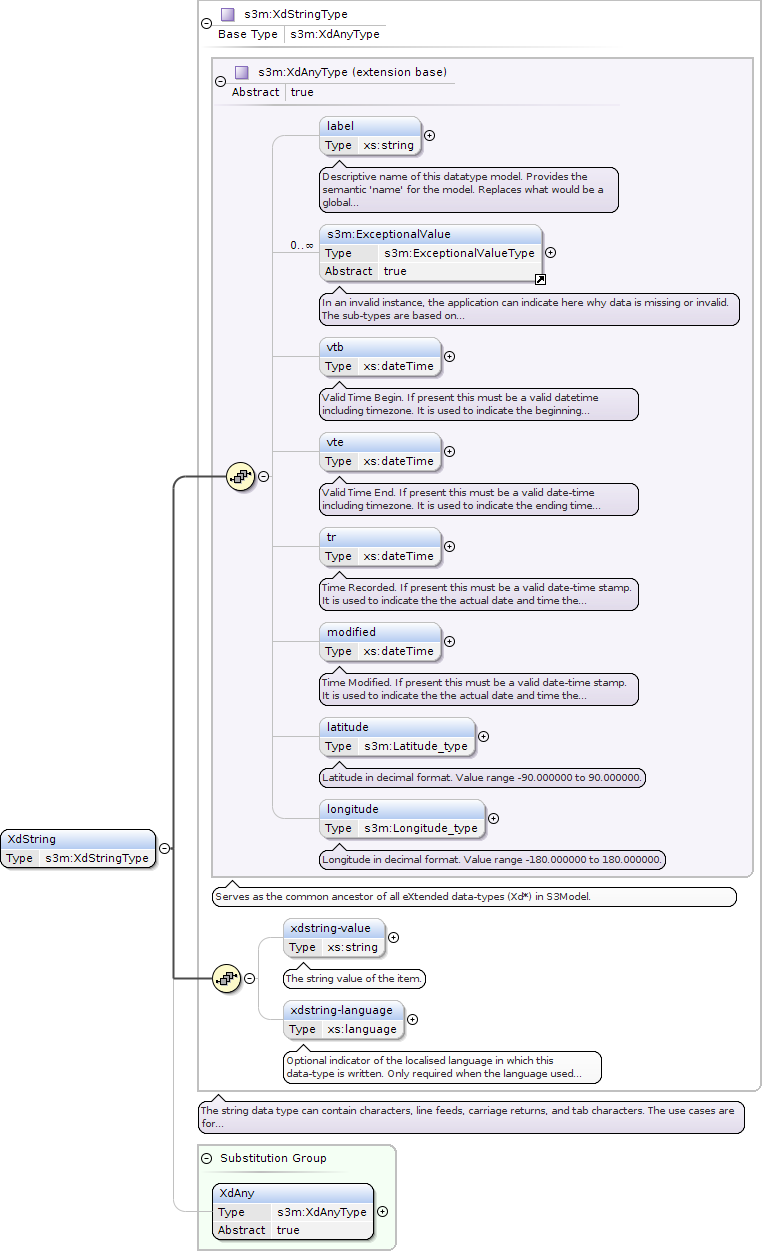 s3m:XdStringType
Base Type s3m:XdAnyType
s3m:XdAnyType (extension base)
Abstract true
label
Type xs:string
Descriptive name of this datatype model. Provides the
semantic 'name' for the model. Replaces what would be a
global...
0..∞
s3m:ExceptionalValue
Type s3m:ExceptionalValueType
Abstract true
In an invalid instance, the application can indicate here why data is missing or invalid.
The sub-types are based on...
vtb
Type xs:dateTime
Valid Time Begin. If present this must be a valid datetime
including timezone. It is used to indicate the beginning...
vte
Type xs:dateTime
Valid Time End. If present this must be a valid date-time
including timezone. It is used to indicate the ending time...
tr
Type xs:dateTime
Time Recorded. If present this must be a valid date-time stamp.
It is used to indicate the the actual date and time the...
modified
Type xs:dateTime
Time Modified. If present this must be a valid date-time stamp.
It is used to indicate the the actual date and time the...
latitude
Type s3m:Latitude_type
Latitude in decimal format. Value range -90.000000 to 90.000000.
longitude
Type s3m:Longitude_type
Longitude in decimal format. Value range -180.000000 to 180.000000.
XdString
Type s3m:XdStringType
Serves as the common ancestor of all eXtended data-types (Xd*) in S3Model.
xdstring-value
Type xs:string
The string value of the item.
xdstring-language
Type xs:language
Optional indicator of the localised language in which this
data-type is written. Only required when the language used...
The string data type can contain characters, line feeds, carriage returns, and tab characters. The use cases are
for...
Substitution Group
XdAny
Type s3m:XdAnyType
Abstract true